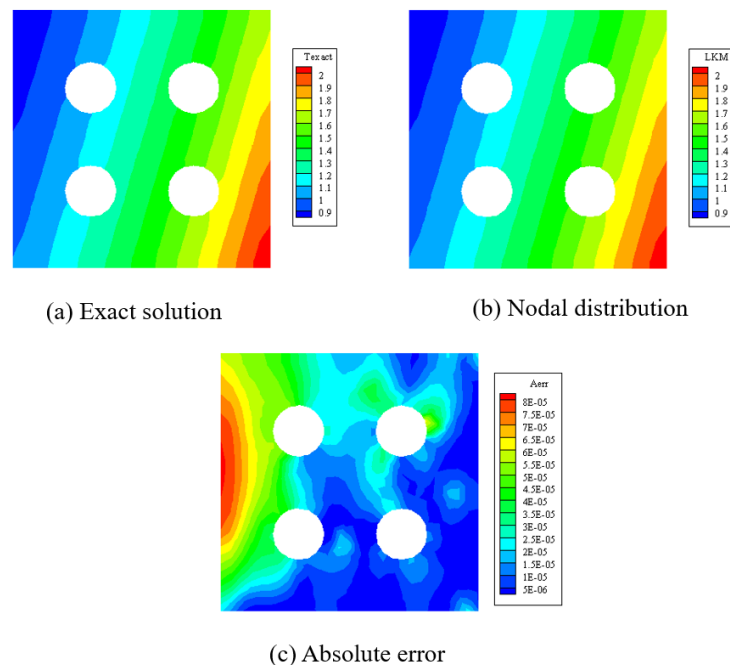 Texact
2
1.9
1.8
1.7
1.6
1.5
1.4
1.3
1.2
1.1
1
0.9
LKM
2
1.9
1.8
1.7
1.6
1.5
1.4
1.3
1.2
1.1
1
0.9
(a) Exact solution
(b) Nodal distribution
Aerr
8E-05
7.5E-05
7E-05
6.5E-05
6E-05
5.5E-05
5E-05
4.5E-05
4E-05
3.5E-05
3E-05
2.5E-05
2E-05
1.5E-05
1E-05
5E-06
(c) Absolute error